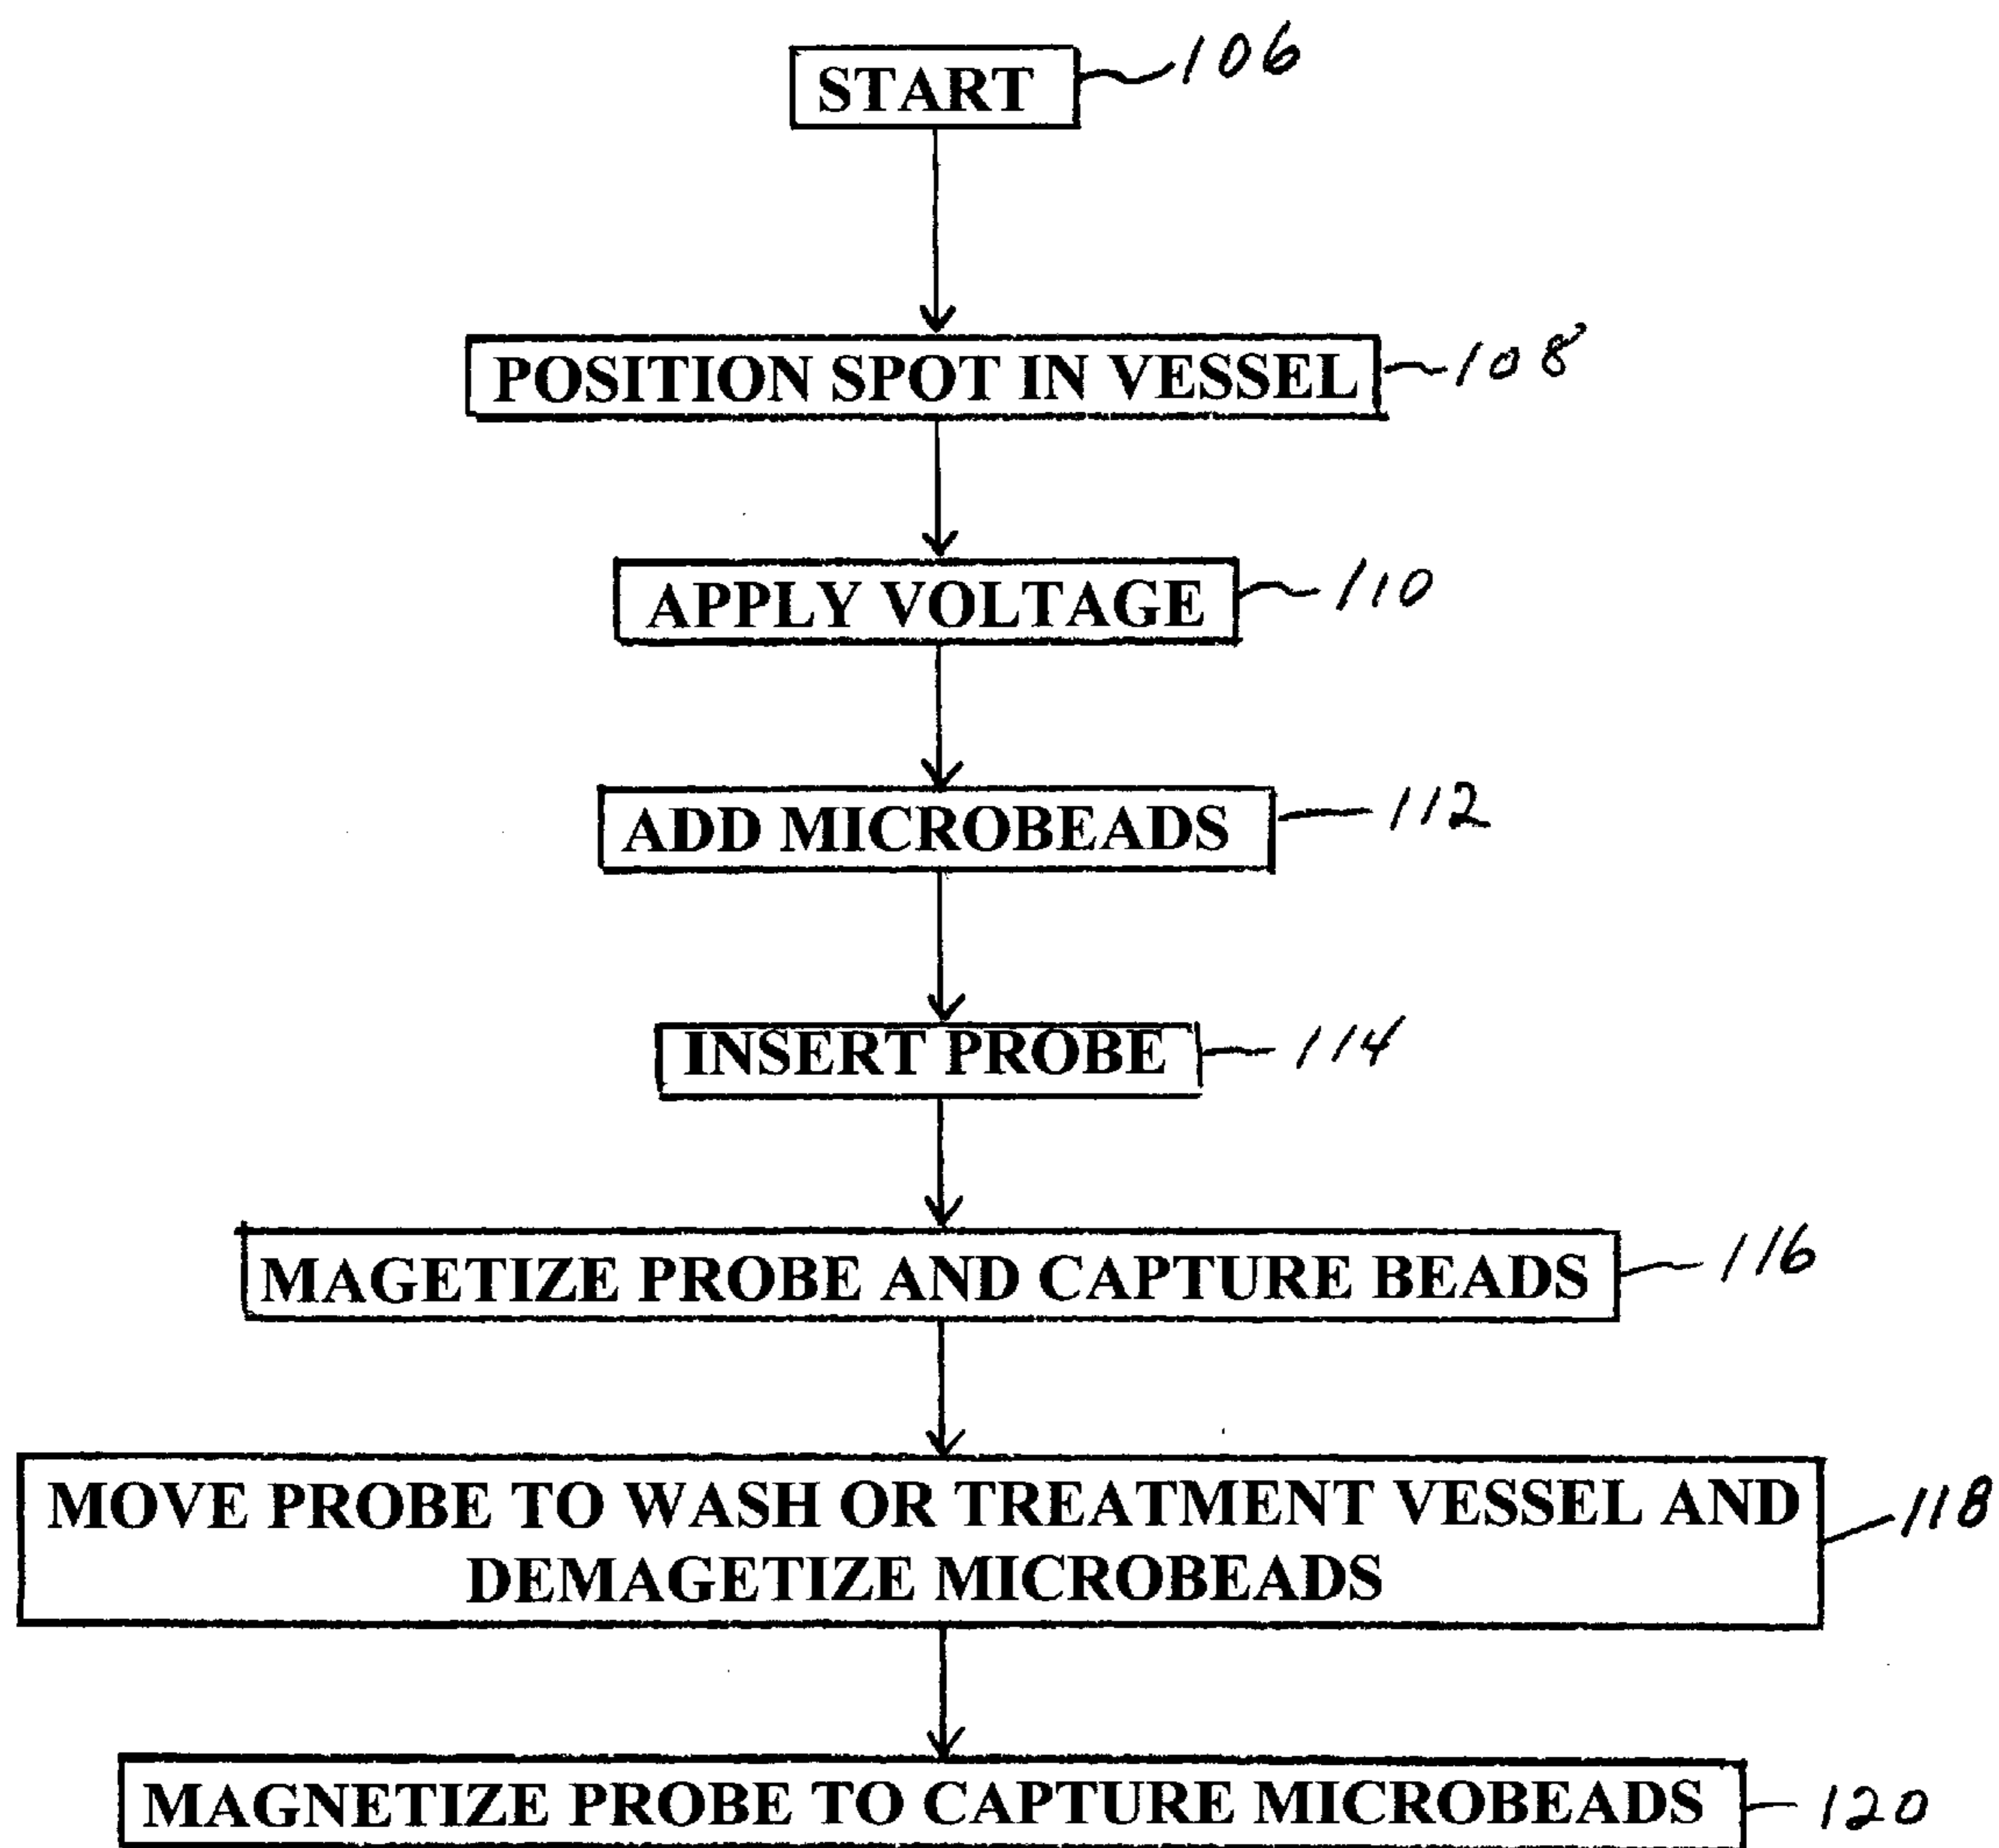 START 106
POSITION SPOT IN VESSEL 108
APPLY VOLTAGE 110
ADD MICROBEADS 112
INSERT PROBE 114
MAGETIZE PROBE AND CAPTURE BEADS 116
MOVE PROBE TO WASH OR TREATMENT VESSEL AND 118
DEMAGETIZE MICROBEADS
MAGNETIZE PROBE TO CAPTURE MICROBEADS 120